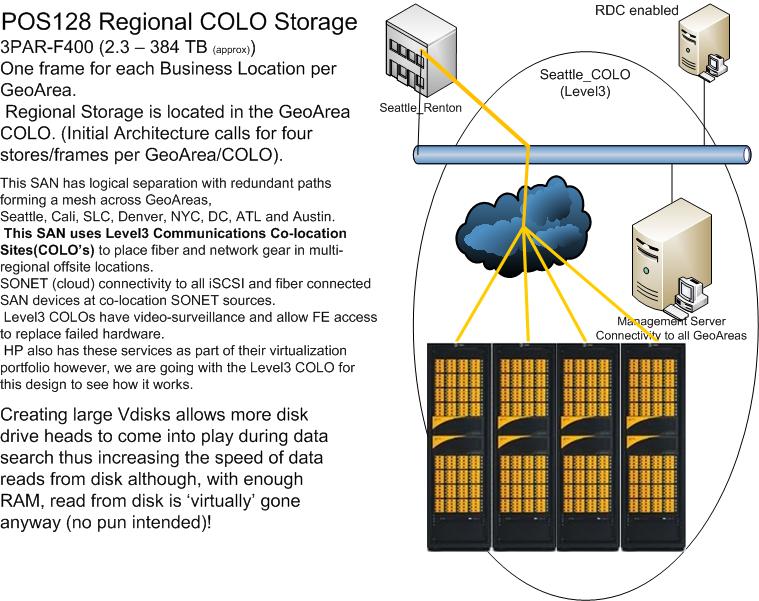 POS128 Regional COLO Storage
3PAR-F400 (2.3 – 384 TB (approx))
One frame for each Business Location per
GeoArea.
Regional Storage is located in the GeoArea
COLO. (Initial Architecture calls for four
stores/frames per GeoArea/COLO).
This SAN has logical separation with redundant paths
forming a mesh across GeoAreas,
Seattle, Cali, SLC, Denver, NYC, DC, ATL and Austin.
This SAN uses Level3 Communications Co-location
Sites(COLO's) to place fiber and network gear in multi-
regional offsite locations.
SONET (cloud) connectivity to all iSCSI and fiber connected
SAN devices at co-location SONET sources.
Level3 COLOs have video-surveillance and allow FE access
to replace failed hardware.
HP also has these services as part of their virtualization
portfolio however, we are going with the Level3 COLO for
this design to see how it works.
Creating large Vdisks allows more disk
drive heads to come into play during data
search thus increasing the speed of data
reads from disk although, with enough
RAM, read from disk is 'virtually' gone
anyway (no pun intended)!
RDC enabled
Seattle_COLO
(Level3)
Seattle_Renton
Management Server
Connectivity to all GeoAreas